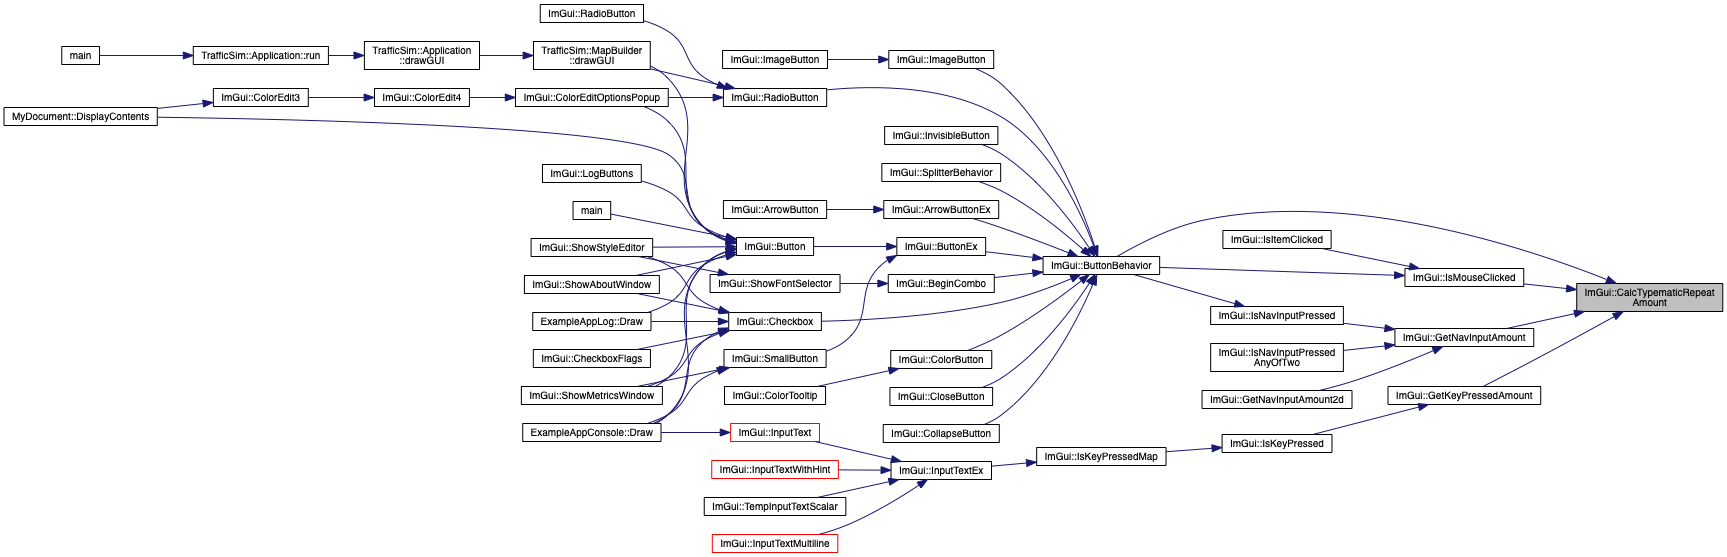 ImGui::RadioButton
main
TrafficSim::Application::run
TrafficSim::Application
::drawGUI
TrafficSim::MapBuilder
::drawGUI
ImGui::ImageButton
ImGui::ImageButton
MyDocument::DisplayContents
ImGui::ColorEdit3
ImGui::ColorEdit4
ImGui::ColorEditOptionsPopup
ImGui::RadioButton
ImGui::InvisibleButton
ImGui::LogButtons
ImGui::SplitterBehavior
main
ImGui::ArrowButton
ImGui::ArrowButtonEx
ImGui::ShowStyleEditor
ImGui::Button
ImGui::ButtonEx
ImGui::IsItemClicked
ImGui::ButtonBehavior
ImGui::ShowAboutWindow
ImGui::ShowFontSelector
ImGui::BeginCombo
ImGui::IsMouseClicked
ImGui::CalcTypematicRepeat
Amount
ExampleAppLog::Draw
ImGui::Checkbox
ImGui::IsNavInputPressed
ImGui::GetNavInputAmount
ImGui::CheckboxFlags
ImGui::SmallButton
ImGui::ColorButton
ImGui::IsNavInputPressed
AnyOfTwo
ImGui::ShowMetricsWindow
ImGui::ColorTooltip
ImGui::CloseButton
ImGui::GetNavInputAmount2d
ImGui::GetKeyPressedAmount
ExampleAppConsole::Draw
ImGui::InputText
ImGui::CollapseButton
ImGui::IsKeyPressed
ImGui::InputTextWithHint
ImGui::InputTextEx
ImGui::IsKeyPressedMap
ImGui::TempInputTextScalar
ImGui::InputTextMultiline